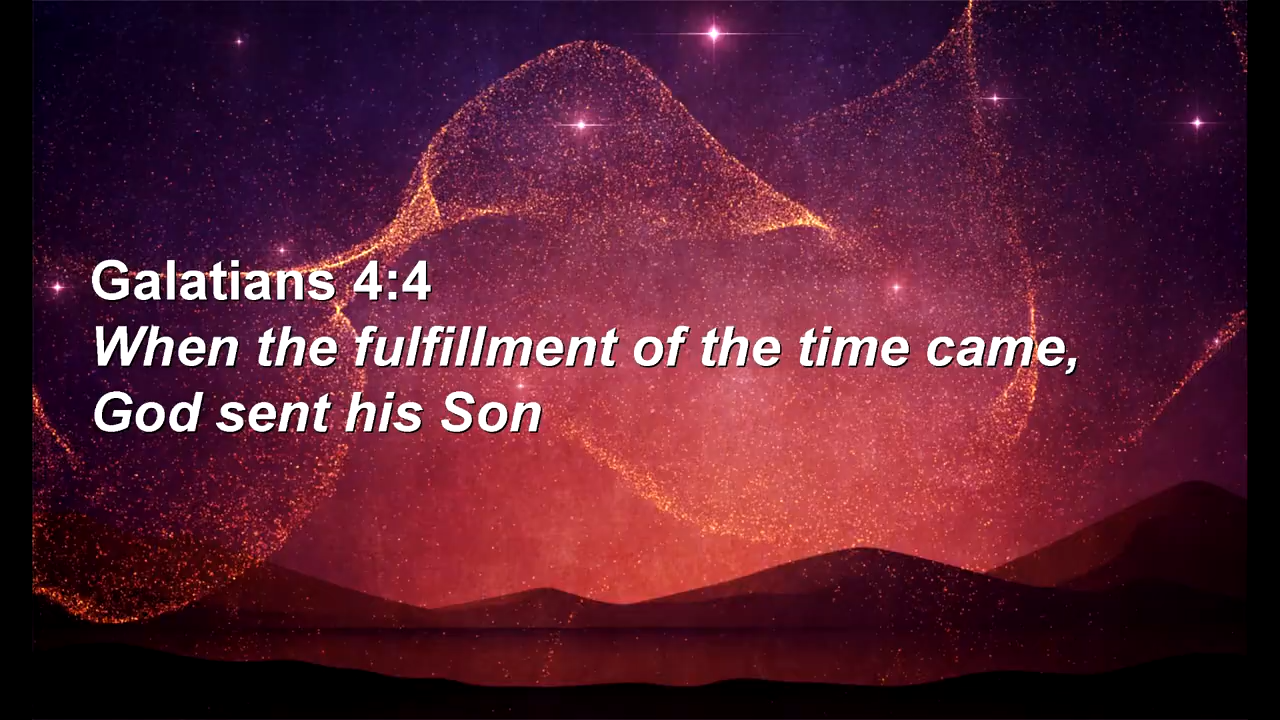 Galatians 4:4
When the fulfillment of the time came,
God sent his Son